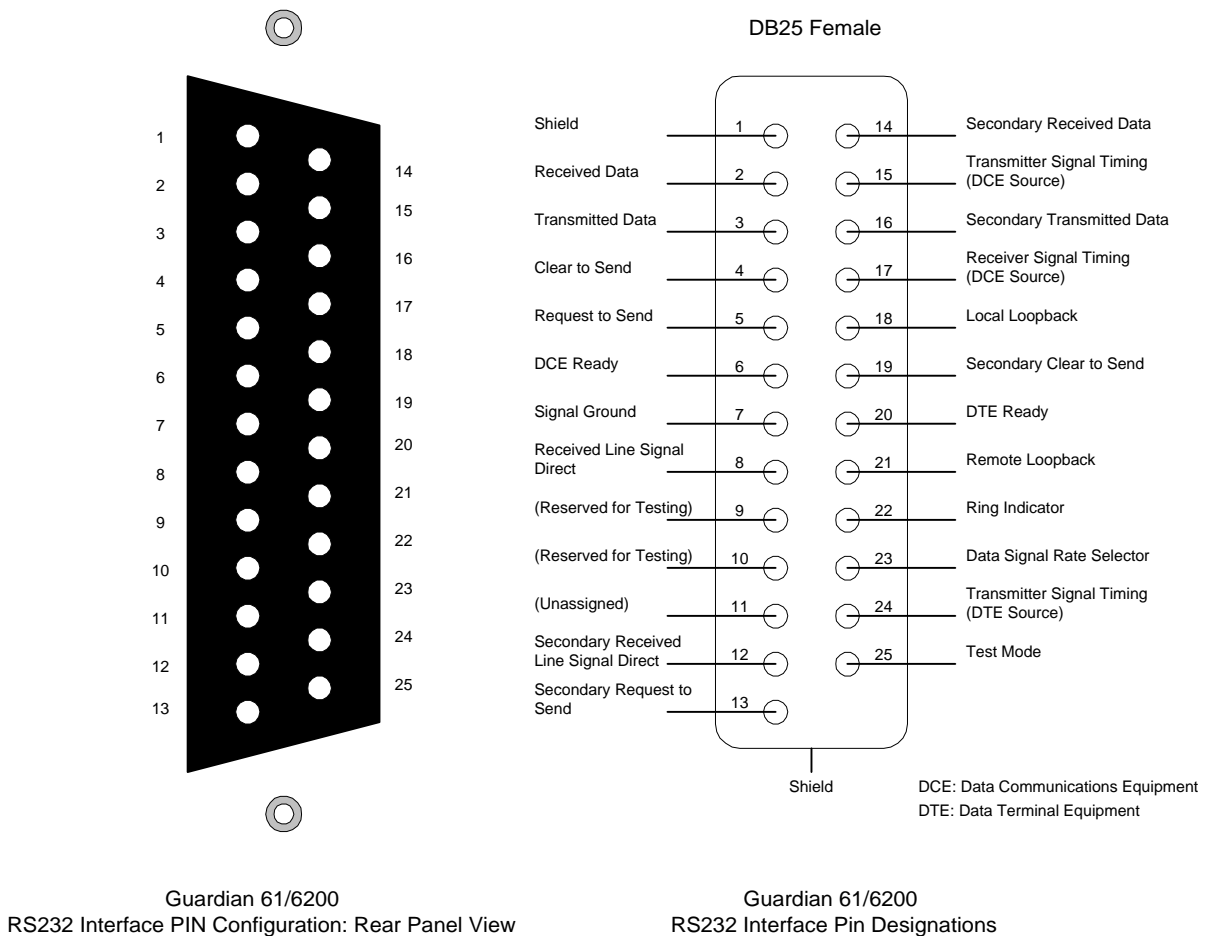 DB25 Female
1
2
3
4
5
6
7
8
9
10
11
12
13
14
15
16
17
18
19
20
21
22
23
24
25
Shield
1
Received Data
2
Transmitted Data
3
Clear to Send
4
Request to Send
5
DCE Ready
6
Signal Ground
7
Received Line Signal
Direct
8
(Reserved for Testing)
9
(Reserved for Testing)
10
(Unassigned)
11
Secondary Received
Line Signal Direct
12
Secondary Request to
Send
13
14
Secondary Received Data
15
Transmitter Signal Timing
(DCE Source)
16
Secondary Transmitted Data
17
Receiver Signal Timing
(DCE Source)
18
Local Loopback
19
Secondary Clear to Send
20
DTE Ready
21
Remote Loopback
22
Ring Indicator
23
Data Signal Rate Selector
24
Transmitter Signal Timing
(DTE Source)
25
Test Mode
Shield
DCE: Data Communications Equipment
DTE: Data Terminal Equipment
Guardian 61/6200
RS232 Interface PIN Configuration: Rear Panel View
Guardian 61/6200
RS232 Interface Pin Designations